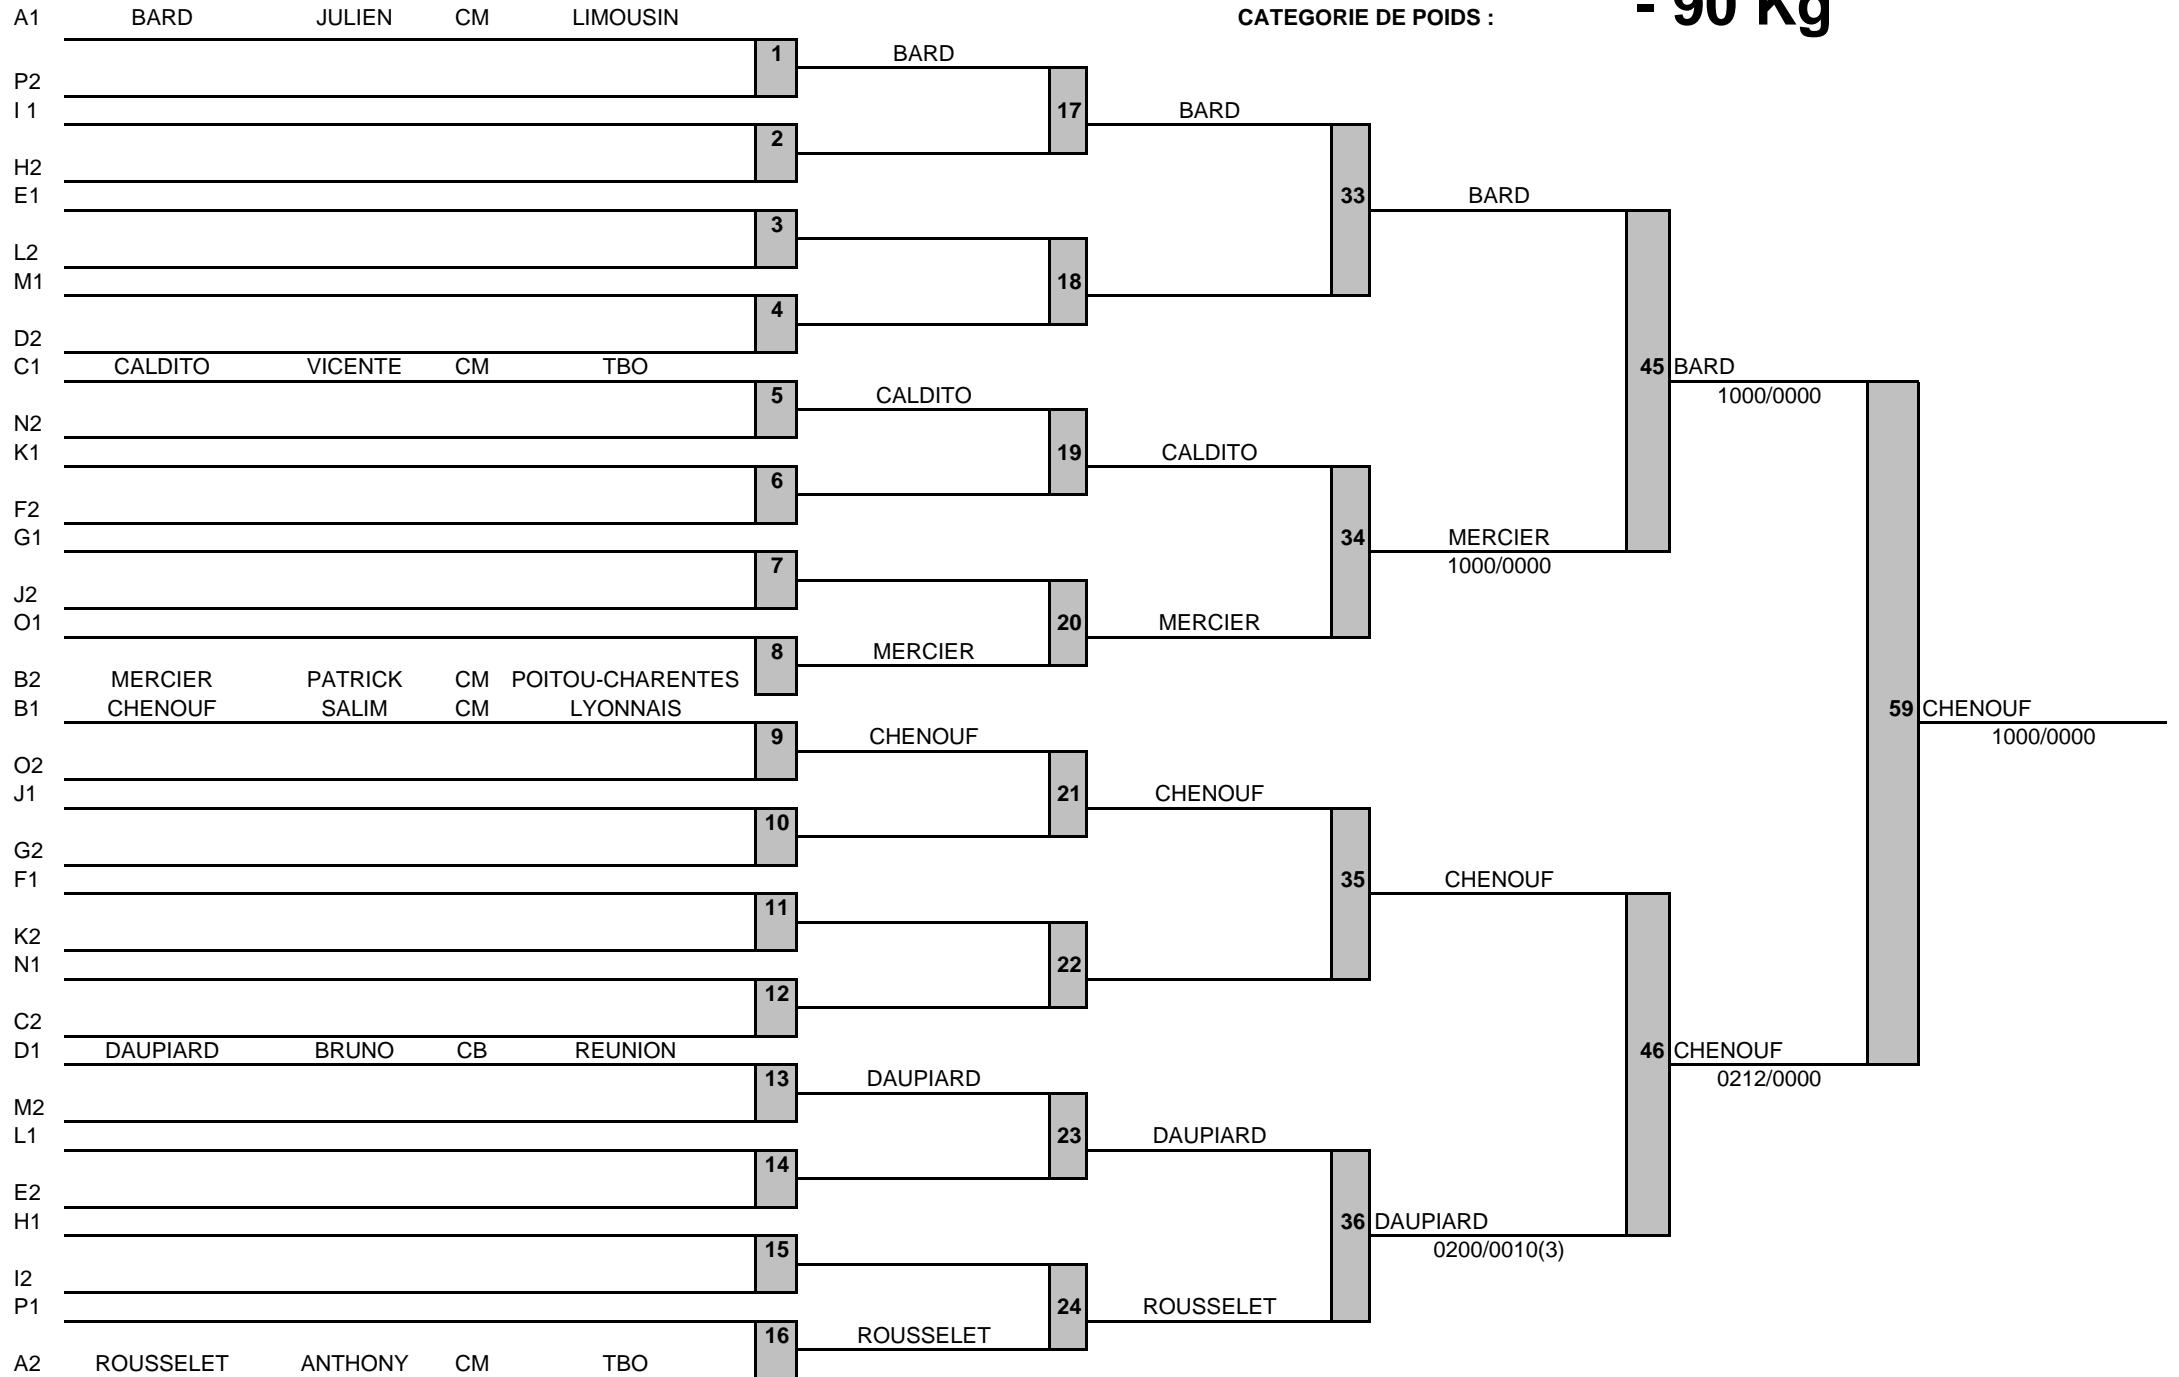 A1 BARD JULIEN CM LIMOUSIN CATEGORIE DE POIDS : - 90 Kg
1 BARD
P2
I 1 17 BARD
2
H2
E1 33 BARD
3
L2
M1 18
4
D2
C1 CALDITO VICENTE CM TBO 45 BARD
5 CALDITO 1000/0000
N2
K1 19 CALDITO
6
F2
G1 34 MERCIER
7 1000/0000
J2
O1 20 MERCIER
8 MERCIER
B2 MERCIER PATRICK CM POITOU-CHARENTES
B1 CHENOUF SALIM CM LYONNAIS 59 CHENOUF
9 CHENOUF 1000/0000
O2
J1 21 CHENOUF
10
G2
F1 35 CHENOUF
11
K2
N1 22
12
C2
D1 DAUPIARD BRUNO CB REUNION 46 CHENOUF
13 DAUPIARD 0212/0000
M2
L1 23 DAUPIARD
14
E2
H1 36 DAUPIARD
15 0200/0010(3)
I2
P1 24 ROUSSELET
16 ROUSSELET
A2 ROUSSELET ANTHONY CM TBO